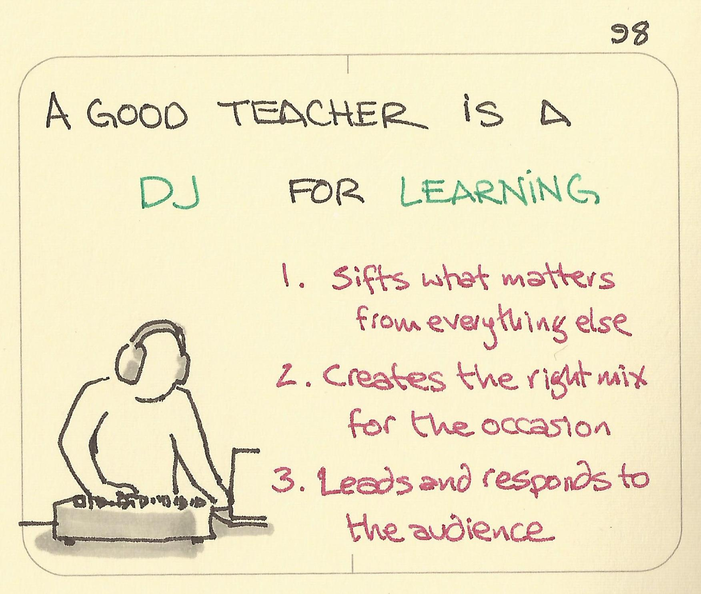 98
A GOOD TEACHER IS A
DJ FOR LEARNING
1. Sifts what matters
from everything else
2. Creates the right mix
for the occasion
3. Leads and responds to
the audience